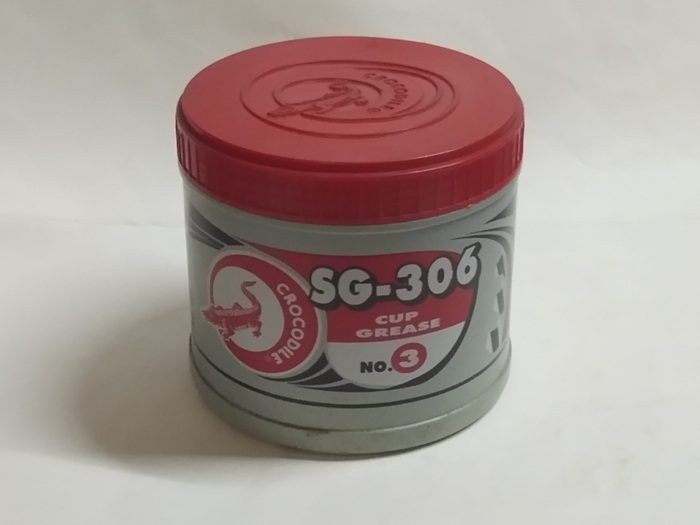 CROCODILE®
CROCODILE®
SG-306
CUP
GREASE
NO.3